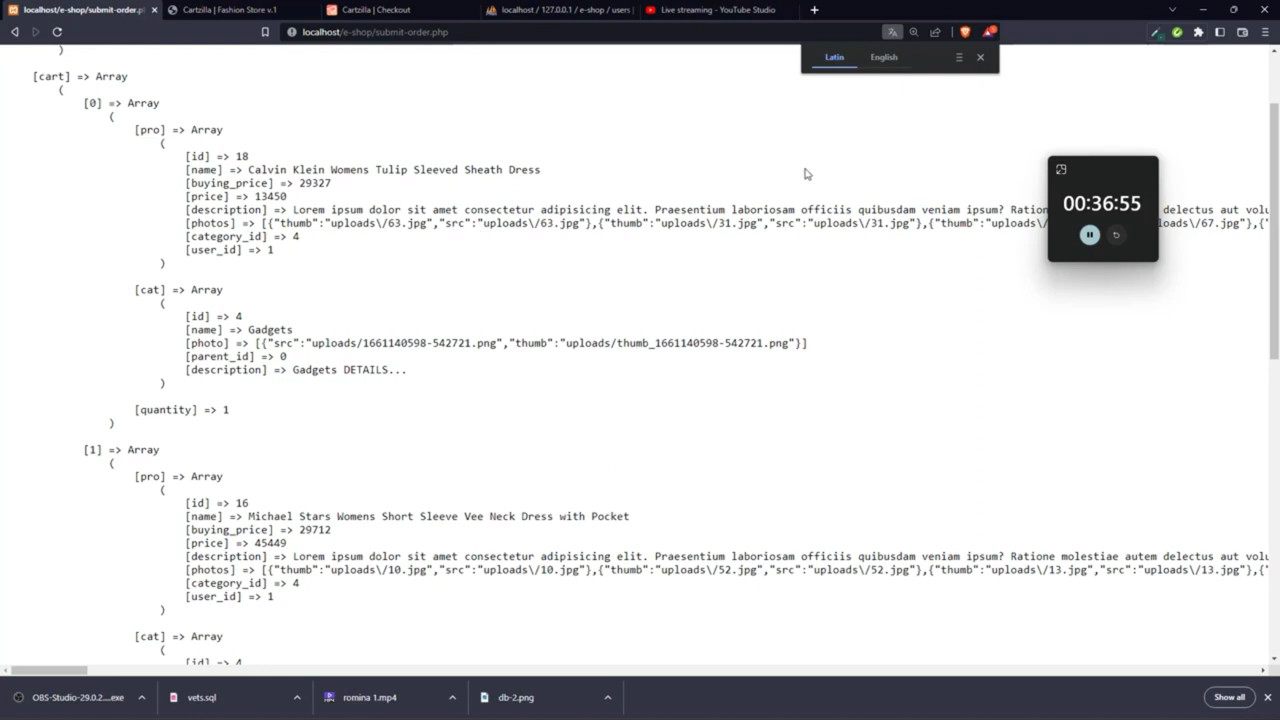 localhost/e-shop/submit-order.p
Cartzilla | Fashion Store v.1
Cartzilla | Checkout
localhost / 127.0.0.1 / e-shop / users |
Live streaming - YouTube Studio
localhost/e-shop/submit-order.php
Latin
English
)
[cart] => Array
(
[0] => Array
(
[pro] => Array
(
[id] => 18
[name] => Calvin Klein Womens Tulip Sleeved Sheath Dress
[buying_price] => 29327
[price] => 13450
[description] => Lorem ipsum dolor sit amet consectetur adipisicing elit. Praesentium laboriosam officiis quibusdam veniam ipsum? Ration delectus aut volu
[photos] => [{"thumb":"uploads\/63.jpg","src":"uploads\/63.jpg"},{"thumb":"uploads\/31.jpg","src":"uploads\/31.jpg"},{"thumb":"uploads\/ loads\/67.jpg"},{"
[category_id] => 4
[user_id] => 1
)
00:36:55
[cat] => Array
(
[id] => 4
[name] => Gadgets
[photo] => [{"src":"uploads/1661140598-542721.png","thumb":"uploads/thumb_1661140598-542721.png"}]
[parent_id] => 0
[description] => Gadgets DETAILS...
)
[quantity] => 1
)
[1] => Array
(
[pro] => Array
(
[id] => 16
[name] => Michael Stars Womens Short Sleeve Vee Neck Dress with Pocket
[buying_price] => 29712
[price] => 45449
[description] => Lorem ipsum dolor sit amet consectetur adipisicing elit. Praesentium laboriosam officiis quibusdam veniam ipsum? Ratione molestiae autem delectus aut volu
[photos] => [{"thumb":"uploads\/10.jpg","src":"uploads\/10.jpg"},{"thumb":"uploads\/52.jpg","src":"uploads\/52.jpg"},{"thumb":"uploads\/13.jpg","src":"uploads\/13.jpg"},{"
[category_id] => 4
[user_id] => 1
)
[cat] => Array
(
[id] => 4
OBS-Studio-29.0.2....exe
vets.sql
romina 1.mp4
db-2.png
Show all